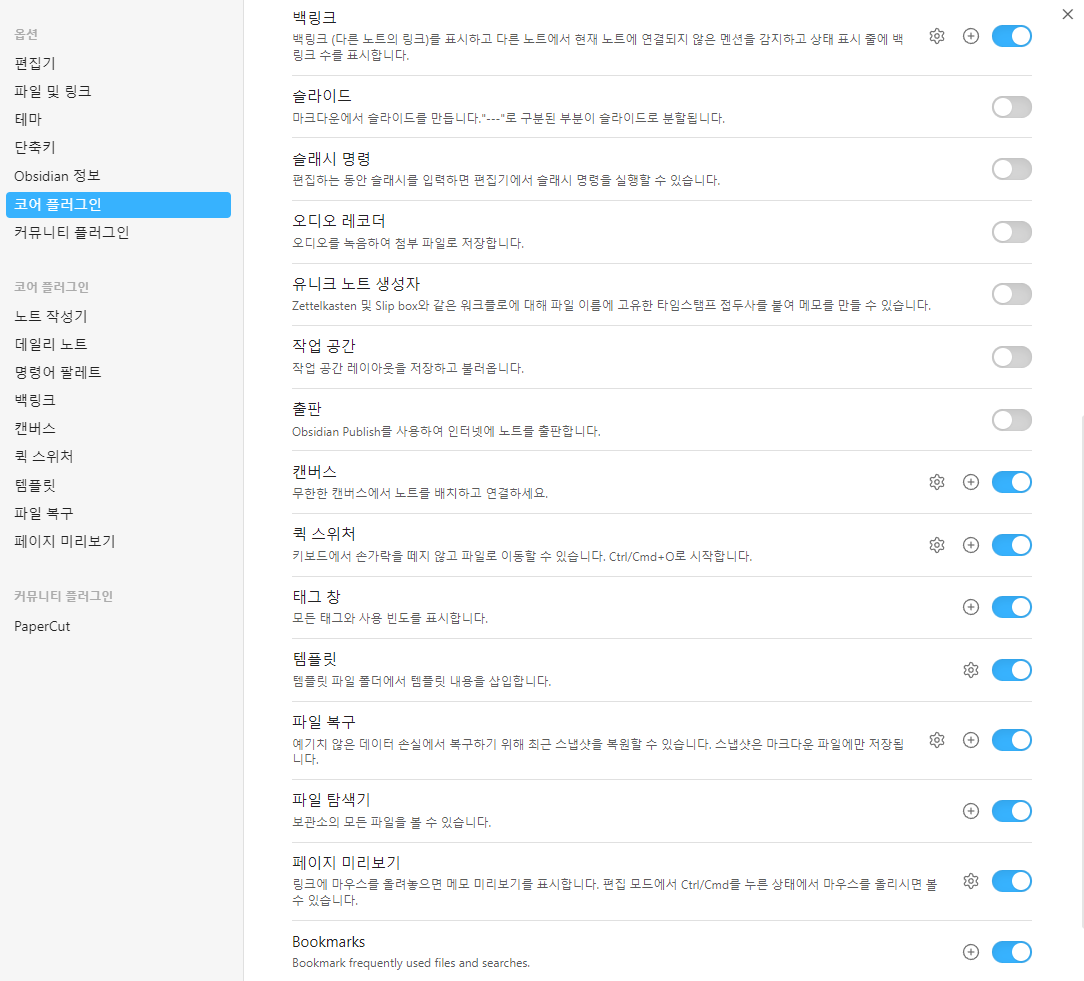 옵션
편집기
파일 및 링크
테마
단축키
Obsidian 정보
코어 플러그인
커뮤니티 플러그인
코어 플러그인
노트 작성기
데일리 노트
명령어 팔레트
백링크
캔버스
퀵 스위처
템플릿
파일 복구
페이지 미리보기
커뮤니티 플러그인
PaperCut
백링크
백링크 (다른 노트의 링크)를 표시하고 다른 노트에서 현재 노트에 연결되지 않은 멘션을 감지하고 상태 표시 줄에 백
링크 수를 표시합니다.
슬라이드
마크다운에서 슬라이드를 만듭니다."---"로 구분된 부분이 슬라이드로 분할됩니다.
슬래시 명령
편집하는 동안 슬래시를 입력하면 편집기에서 슬래시 명령을 실행할 수 있습니다.
오디오 레코더
오디오를 녹음하여 첨부 파일로 저장합니다.
유니크 노트 생성자
Zettelkasten 및 Slip box와 같은 워크플로에 대해 파일 이름에 고유한 타임스탬프 접두사를 붙여 메모를 만들 수 있습니다.
작업 공간
작업 공간 레이아웃을 저장하고 불러옵니다.
출판
Obsidian Publish를 사용하여 인터넷에 노트를 출판합니다.
캔버스
무한한 캔버스에서 노트를 배치하고 연결하세요.
퀵 스위처
키보드에서 손가락을 떼지 않고 파일로 이동할 수 있습니다. Ctrl/Cmd+O로 시작합니다.
태그 창
모든 태그와 사용 빈도를 표시합니다.
템플릿
템플릿 파일 폴더에서 템플릿 내용을 삽입합니다.
파일 복구
예기치 않은 데이터 손실에서 복구하기 위해 최근 스냅샷을 복원할 수 있습니다. 스냅샷은 마크다운 파일에만 저장됩
니다.
파일 탐색기
보관소의 모든 파일을 볼 수 있습니다.
페이지 미리보기
링크에 마우스를 올려놓으면 메모 미리보기를 표시합니다. 편집 모드에서 Ctrl/Cmd를 누른 상태에서 마우스를 올리시면 볼
수 있습니다.
Bookmarks
Bookmark frequently used files and searches.